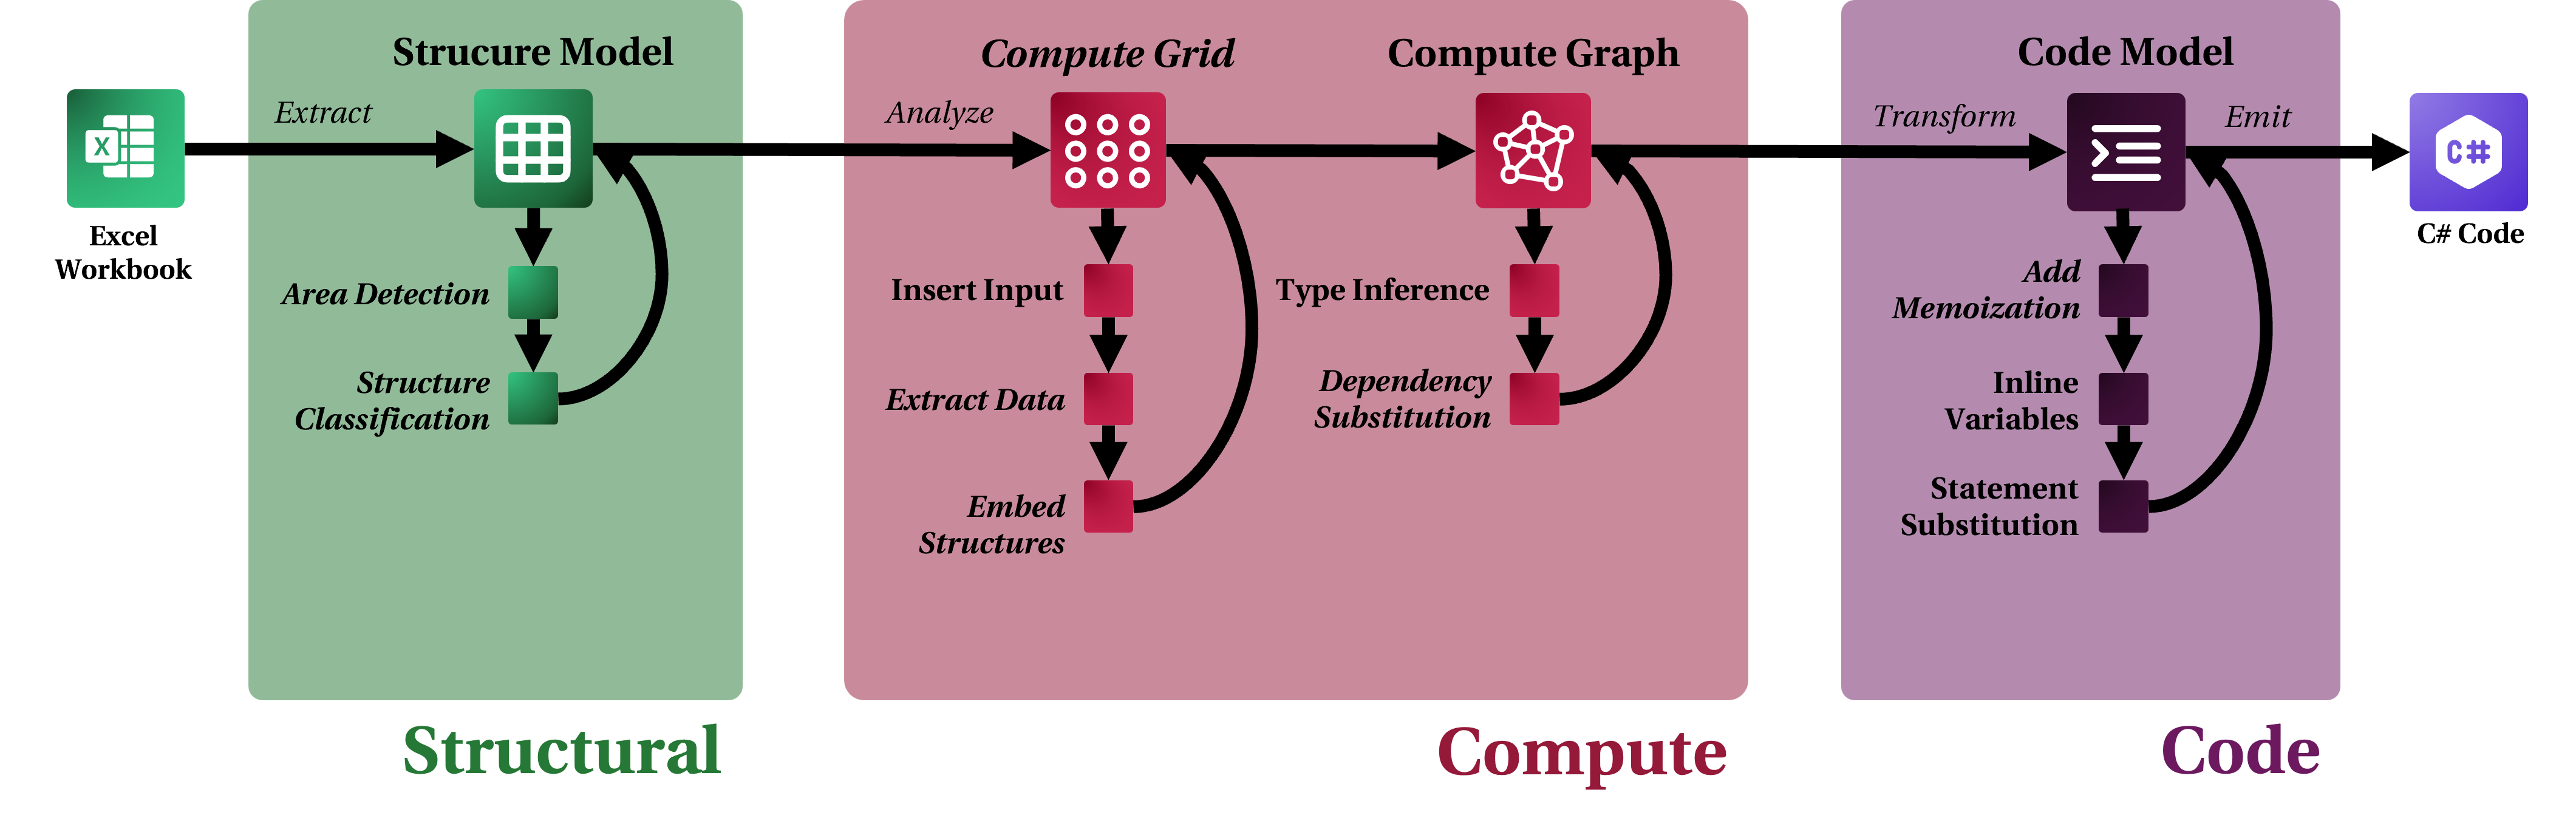 Strucure Model
Compute Grid
Compute Graph
Code Model
Extract
Analyze
Transform
Emit
X
C#
Excel
Workbook
C# Code
Area Detection
Structure
Classification
Insert Input
Extract Data
Embed
Structures
Type Inference
Dependency
Substitution
Add
Memoization
Inline
Variables
Statement
Substitution
Structural
Compute
Code